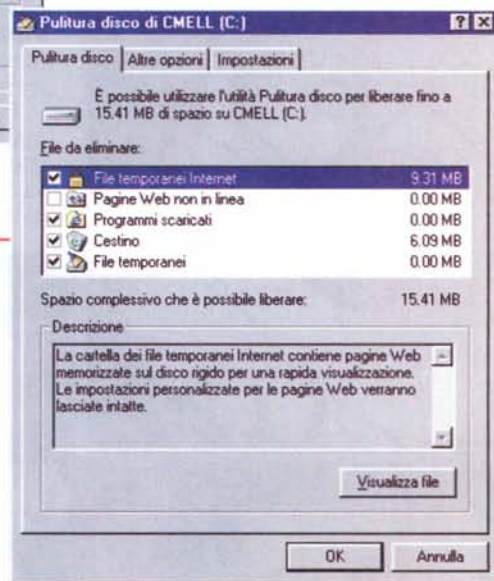 Pulitura disco di CMELL (C:)
Pulitura disco
Altre opzioni
Impostazioni
È possibile utilizzare l'utilità Pulitura disco per liberare fino a
15.41 MB di spazio su CMELL (C:).
File da eliminare:
File temporanei Internet 9.31 MB
Pagine Web non in linea 0.00 MB
Programmi scaricati 0.00 MB
Cestino 6.09 MB
File temporanei 0.00 MB
Spazio complessivo che è possibile liberare: 15.41 MB
Descrizione
La cartella dei file temporanei Internet contiene pagine Web
memorizzate sul disco rigido per una rapida visualizzazione.
Le impostazioni personalizzate per le pagine Web verranno
lasciate intatte.
Visualizza file
OK
Annulla